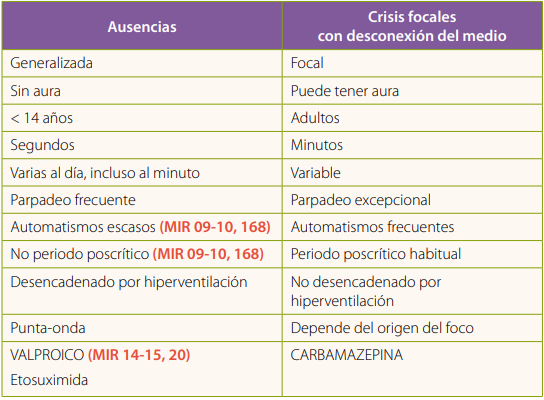 Ausencias
Crisis focales
con desconexión del medio
Generalizada
Focal
Sin aura
Puede tener aura
< 14 años
Adultos
Segundos
Minutos
Varias al día, incluso al minuto
Variable
Parpadeo frecuente
Parpadeo excepcional
Automatismos escasos (MIR 09-10, 168)
Automatismos frecuentes
No periodo poscrítico (MIR 09-10, 168)
Periodo poscrítico habitual
Desencadenado por hiperventilación
No desencadenado por
hiperventilación
Punta-onda
Depende del origen del foco
VALPROICO (MIR 14-15, 20)
Etosuximida
CARBAMAZEPINA